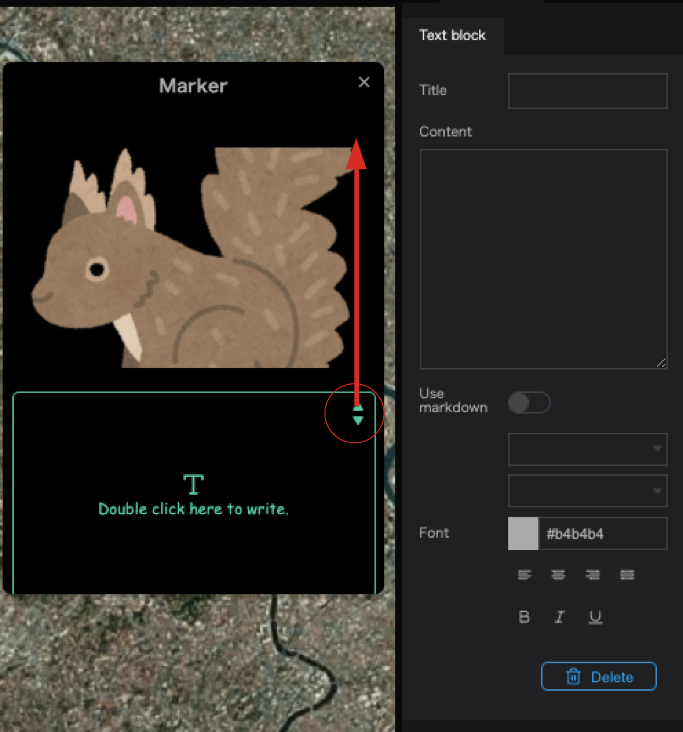 Marker
Double click here to write.
Text block
Title
Content
Use
markdown
Font
#b4b4b4
B I U
Delete